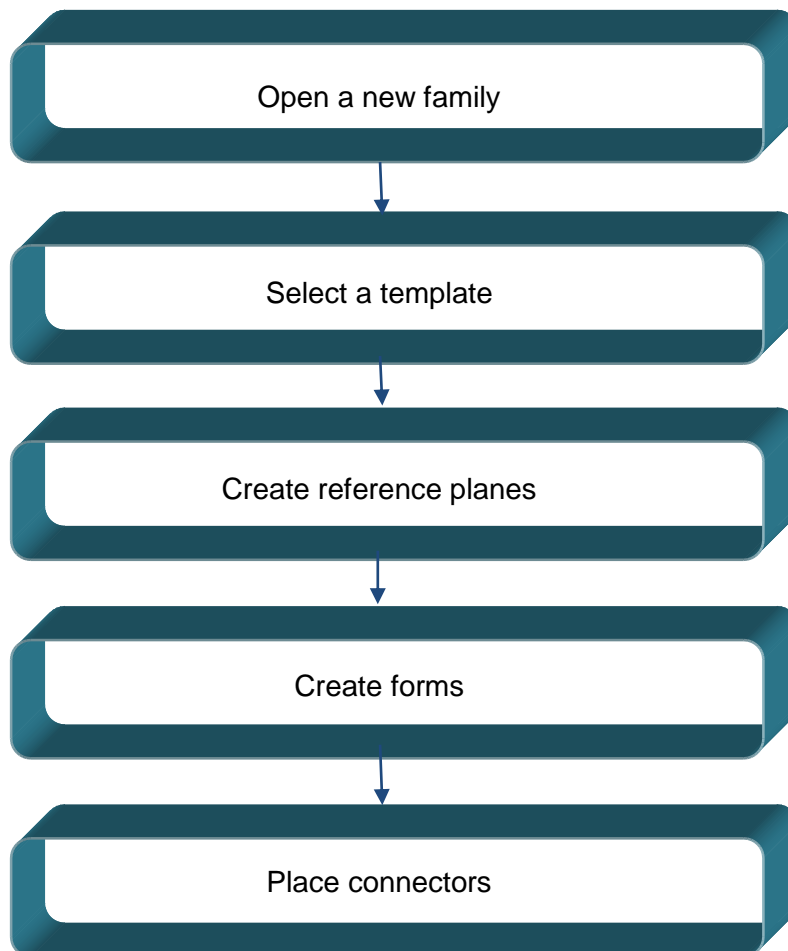 Open a new family
Select a template
Create reference planes
Create forms
Place connectors